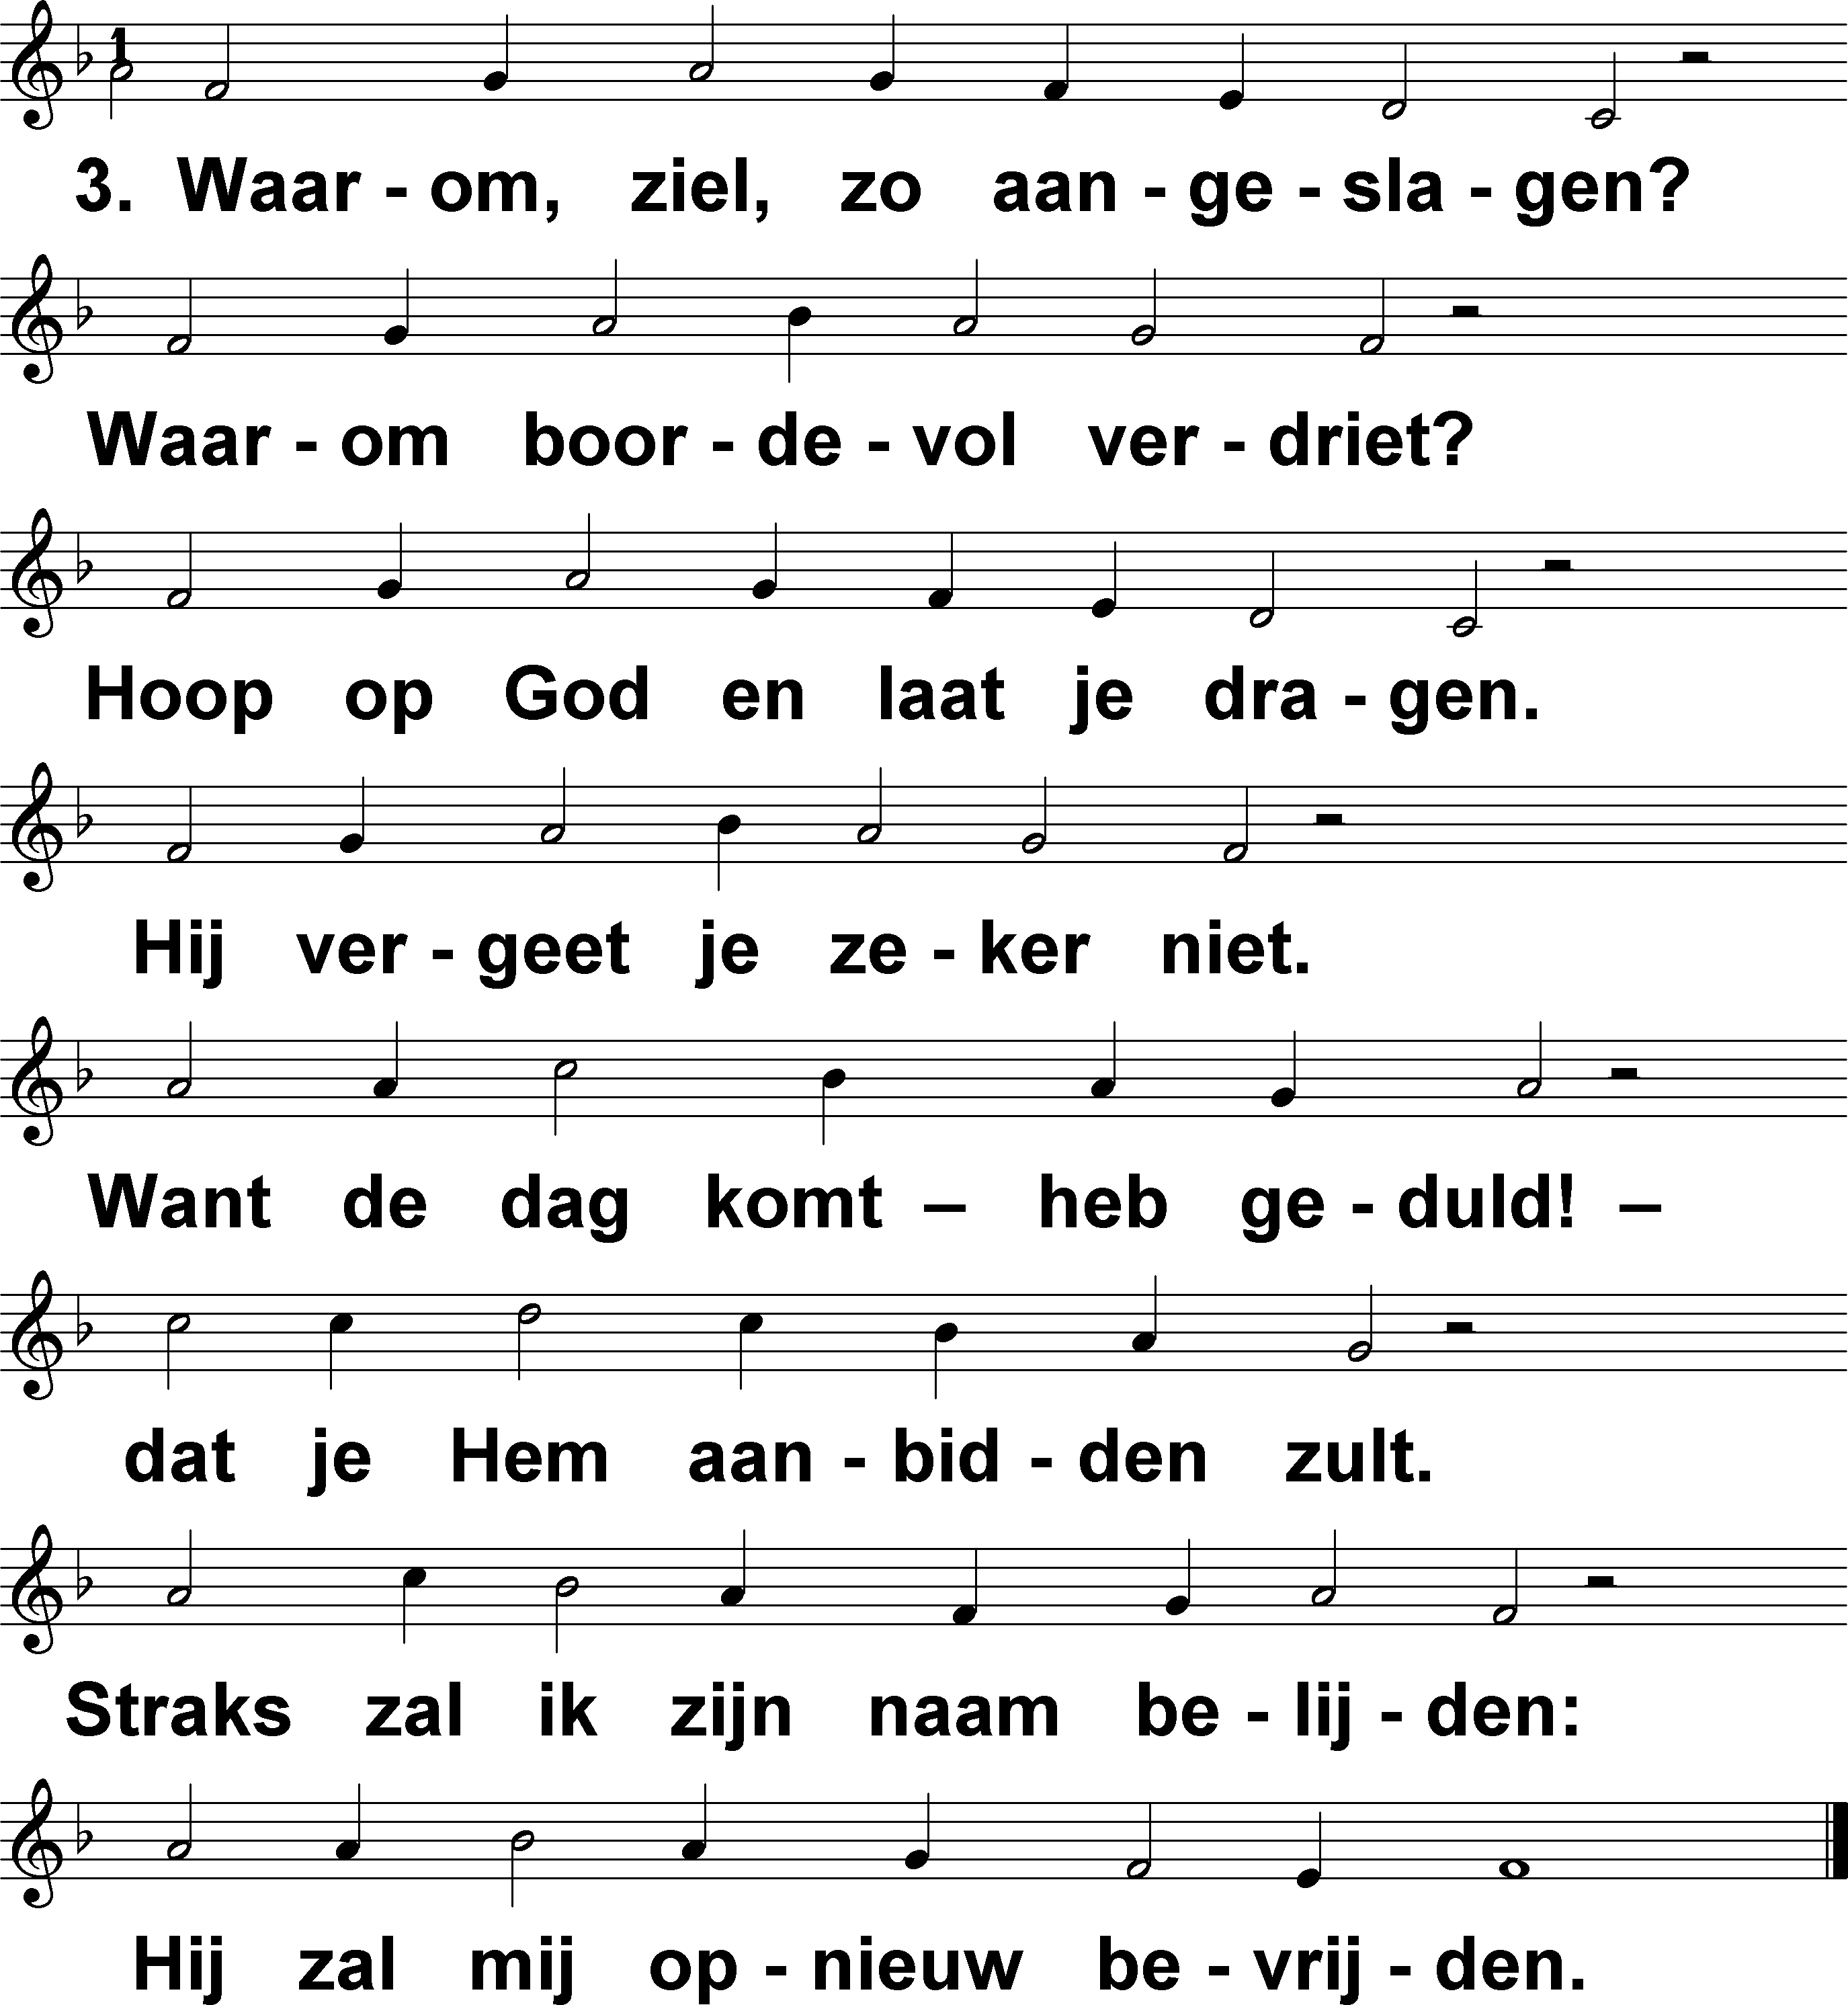 1
3. Waar - om, ziel, zo aan - ge - sla - gen?
Waar - om boor - de - vol ver - driet?
Hoop op God en laat je dra - gen.
Hij ver - geet je ze - ker niet.
Want de dag komt – heb ge - duld! –
dat je Hem aan - bid - den zult.
Straks zal ik zijn naam be - lij - den:
Hij zal mij op - nieuw be - vrij - den.